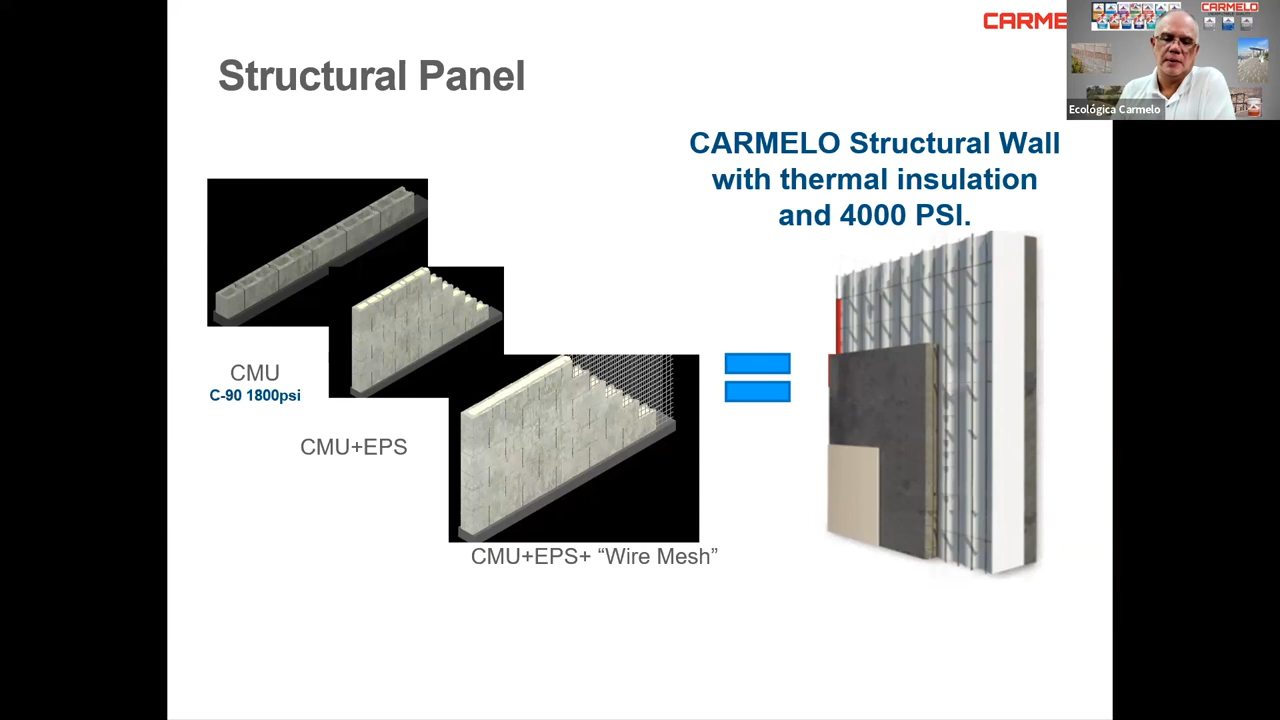 CARME
CARMELO
Ecológica Carmelo
Structural Panel
CARMELO Structural Wall
with thermal insulation
and 4000 PSI.
CMU
C-90 1800psi
CMU+EPS
CMU+EPS+ “Wire Mesh”